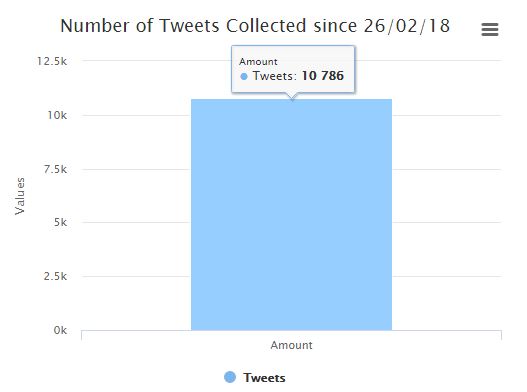 Number of Tweets Collected since 26/02/18
Amount
Tweets: 10 786
12.5k
10k
7.5k
5k
2.5k
0k
Values
Amount
Tweets